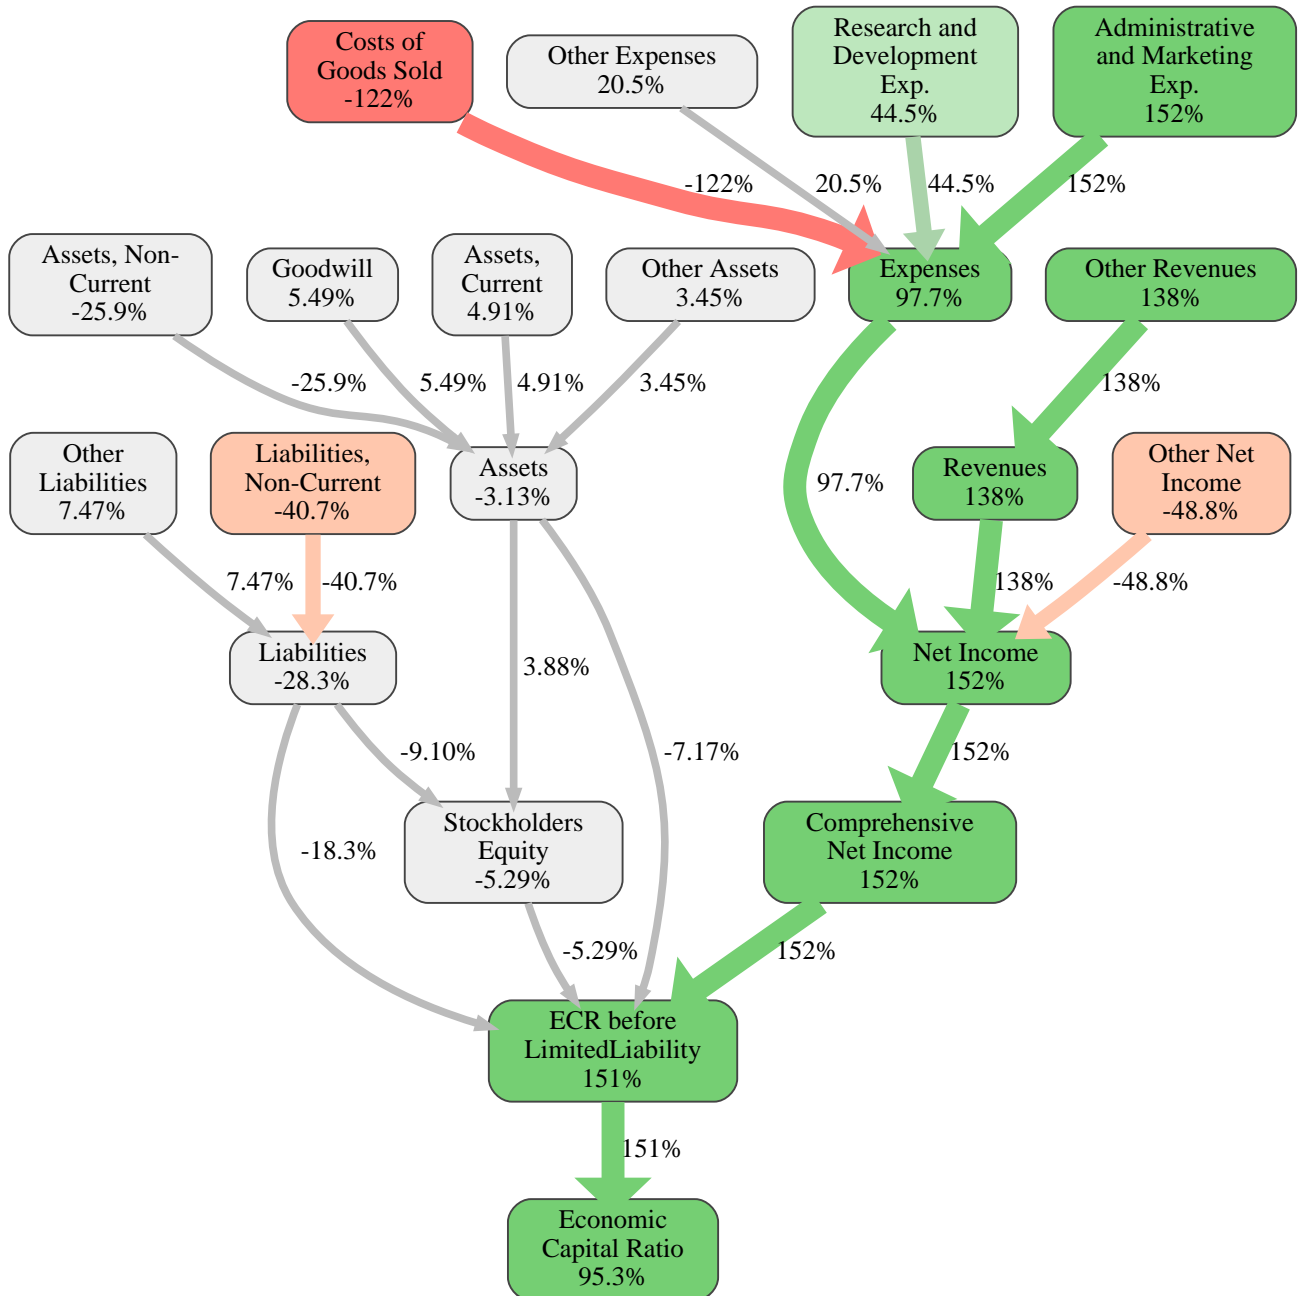 Costs of
Goods Sold
-122%
Other Expenses
20.5%
Research and
Development
Exp.
44.5%
Administrative
and Marketing
Exp.
152%
-122%
20.5%
44.5%
152%
Assets, Non-
Current
-25.9%
Goodwill
5.49%
Assets,
Current
4.91%
Other Assets
3.45%
Expenses
97.7%
Other Revenues
138%
-25.9%
5.49%
4.91%
3.45%
138%
Other
Liabilities
7.47%
Liabilities,
Non-Current
-40.7%
Assets
-3.13%
97.7%
Revenues
138%
Other Net
Income
-48.8%
7.47%
-40.7%
138%
-48.8%
Liabilities
-28.3%
3.88%
Net Income
152%
-9.10%
-7.17%
152%
Stockholders
Equity
-5.29%
Comprehensive
Net Income
152%
-18.3%
-5.29%
152%
ECR before
LimitedLiability
151%
151%
Economic
Capital Ratio
95.3%